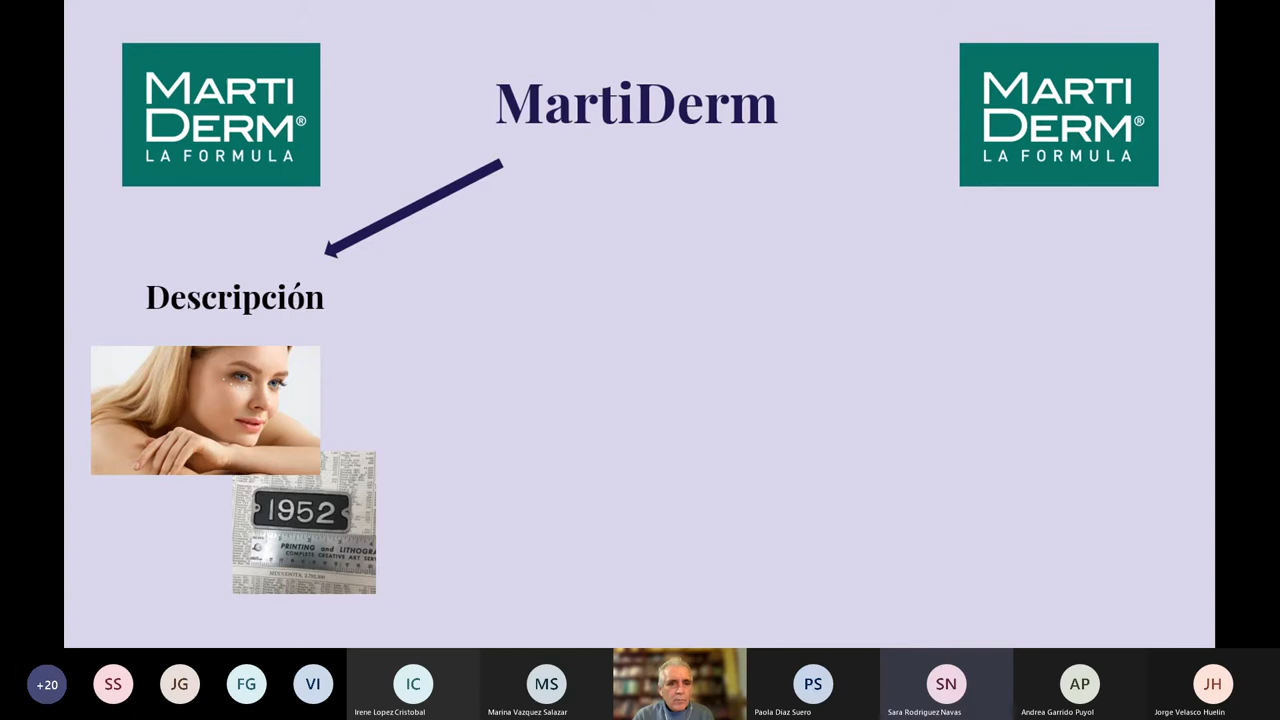 MARTI
DERM®
LA FORMULA
MartiDerm
MARTI
DERM®
LA FORMULA
Descripción
1952
PRINTING and LITHOGRA
COMPLETE CREATIVE ART SER
+20
SS
JG
FG
VI
IC
Irene Lopez Cristobal
MS
Marina Vazquez Salazar
PS
Paola Diaz Suero
SN
Sara Rodriguez Navas
AP
Andrea Garrido Puyol
JH
Jorge Velasco Huelin